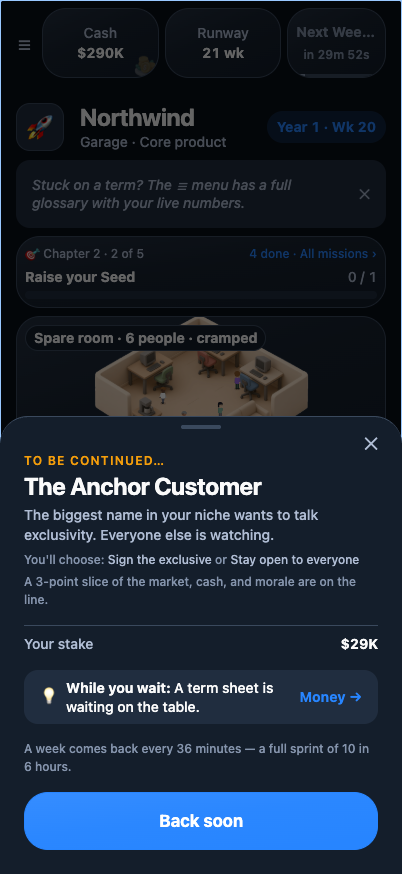 Cash
$290K
Runway
21 wk
Next Wee...
in 29m 52s
Northwind
Garage · Core product
Year 1 · Wk 20
Stuck on a term? The ☰ menu has a full
glossary with your live numbers.
Chapter 2 · 2 of 5
4 done · All missions ›
Raise your Seed
0 / 1
Spare room · 6 people · cramped
TO BE CONTINUED...
The Anchor Customer
The biggest name in your niche wants to talk
exclusivity. Everyone else is watching.
You'll choose: Sign the exclusive or Stay open to everyone
A 3-point slice of the market, cash, and morale are on the
line.
Your stake
$29K
While you wait: A term sheet is
waiting on the table.
Money →
A week comes back every 36 minutes — a full sprint of 10 in
6 hours.
Back soon